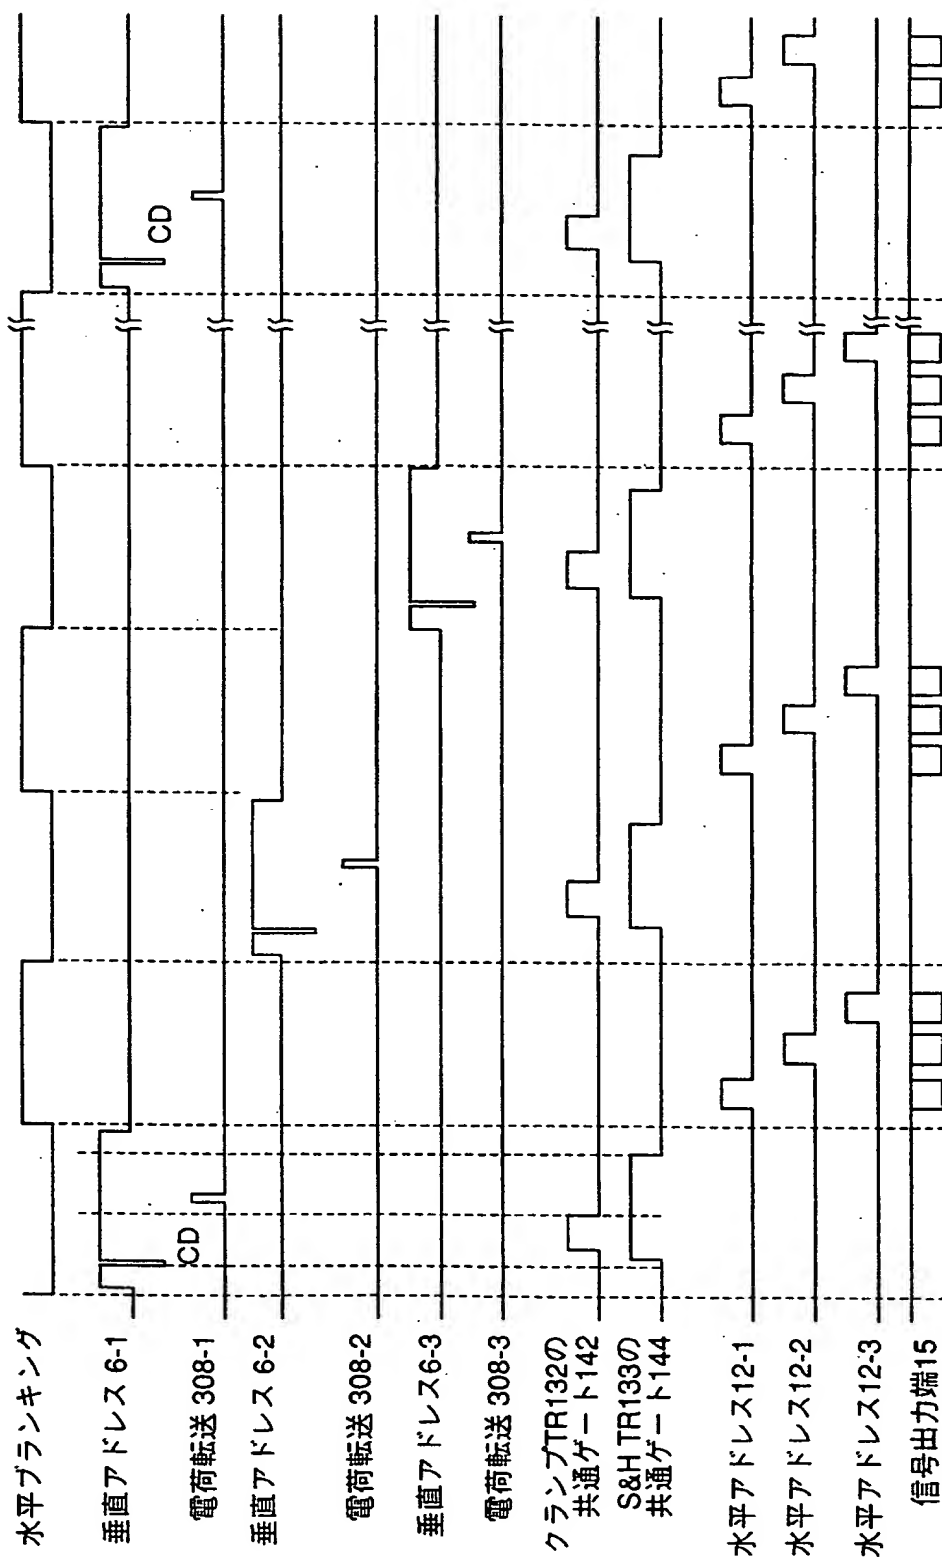 水平ブランキング
垂直アドレス 6-1
CD
CD
電荷転送 308-1
垂直アドレス 6-2
電荷転送 308-2
垂直アドレス6-3
電荷転送 308-3
クランプTR132の
共通ゲート142
S&H TR133の
共通ゲート144
水平アドレス12-1
水平アドレス12-2
水平アドレス12-3
信号出力端15